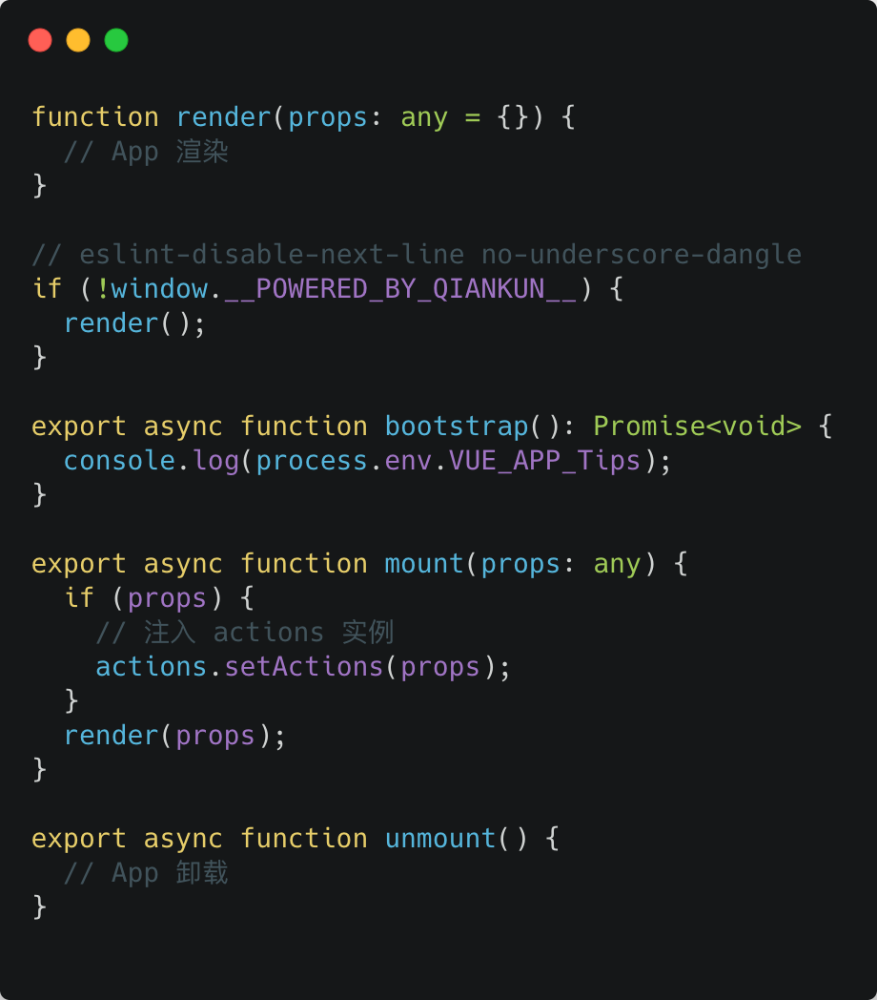 function render(props: any = {}) {
  // App 渲染
}

// eslint-disable-next-line no-underscore-dangle
if (!window.__POWERED_BY_QIANKUN__) {
  render();
}

export async function bootstrap(): Promise<void> {
  console.log(process.env.VUE_APP_Tips);
}

export async function mount(props: any) {
  if (props) {
    // 注入 actions 实例
    actions.setActions(props);
  }
  render(props);
}

export async function unmount() {
  // App 卸载
}